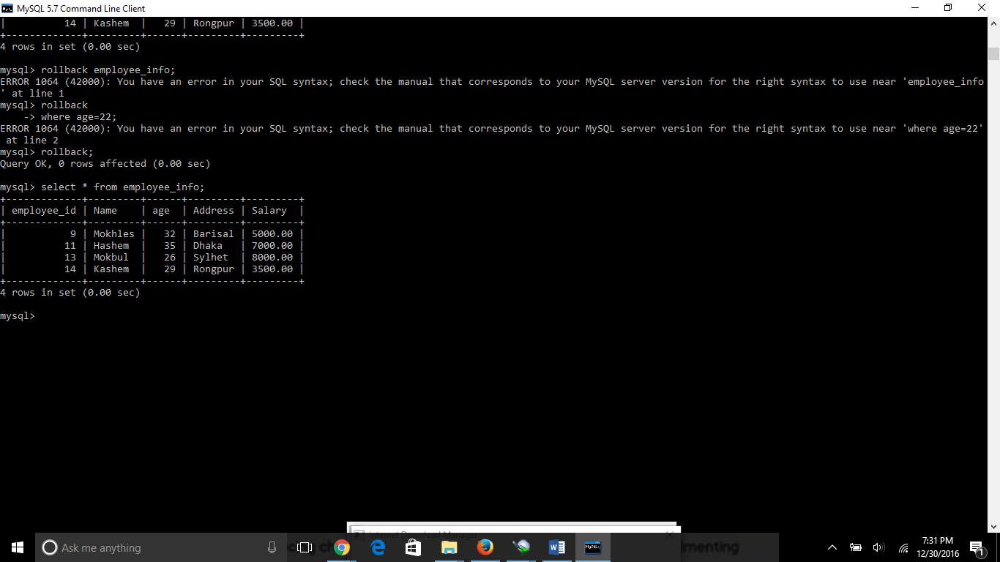 MySQL 5.7 Command Line Client
|          14 | Kashem  |   29 | Rongpur | 3500.00 |
+-------------+---------+------+---------+---------+
4 rows in set (0.00 sec)
mysql> rollback employee_info;
ERROR 1064 (42000): You have an error in your SQL syntax; check the manual that corresponds to your MySQL server version for the right syntax to use near 'employee_info
' at line 1
mysql> rollback
    -> where age=22;
ERROR 1064 (42000): You have an error in your SQL syntax; check the manual that corresponds to your MySQL server version for the right syntax to use near 'where age=22'
 at line 2
mysql> rollback;
Query OK, 0 rows affected (0.00 sec)
mysql> select * from employee_info;
+-------------+---------+------+---------+---------+
| employee_id | Name    | age  | Address | Salary  |
+-------------+---------+------+---------+---------+
|           9 | Mokhles |   32 | Barisal | 5000.00 |
|          11 | Hashem  |   35 | Dhaka   | 7000.00 |
|          13 | Mokbul  |   26 | Sylhet  | 8000.00 |
|          14 | Kashem  |   29 | Rongpur | 3500.00 |
+-------------+---------+------+---------+---------+
4 rows in set (0.00 sec)
mysql>
Internet Download Manager
Ask me anything
7:31 PM
12/30/2016
1